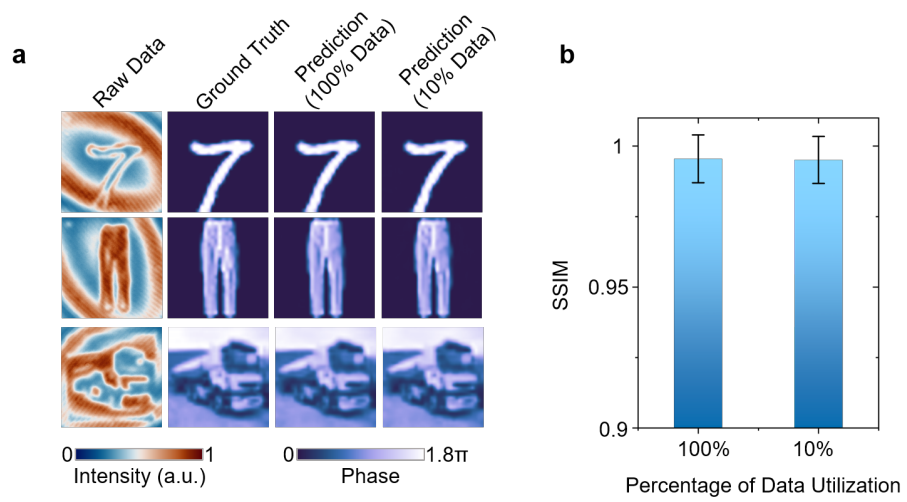 a
Raw Data
Ground Truth
Prediction
(100% Data)
Prediction
(10% Data)
0
1
Intensity (a.u.)
0
1.8π
Phase
b
1
0.95
0.9
SSIM
100%
10%
Percentage of Data Utilization